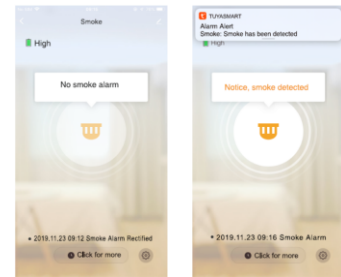 Smoke
High
No smoke alarm
• 2019.11.23 09:12 Smoke Alarm Rectified
Click for more
TUYASMART
Alarm Alert
Smoke: Smoke has been detected
High
Notice, smoke detected
• 2019.11.23 09:16 Smoke Alarm
Click for more